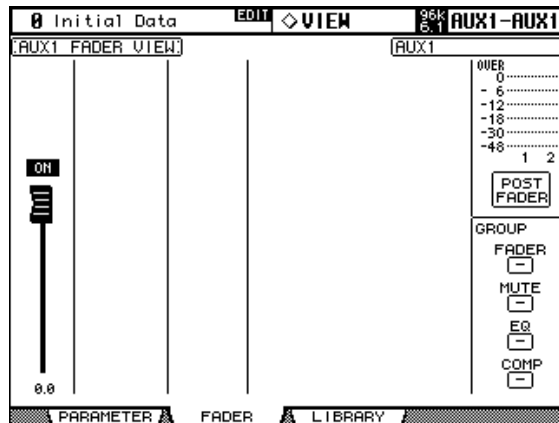 0 Initial Data EDIT ◇VIEW 96k 6.1 AUX1-AUX1
AUX1 FADER VIEW
AUX1
OVER
0
- 6
-12
-18
-30
-48
1 2
ON
POST
FADER
GROUP
FADER
-
MUTE
-
EQ
-
COMP
-
0.0
PARAMETER FADER LIBRARY